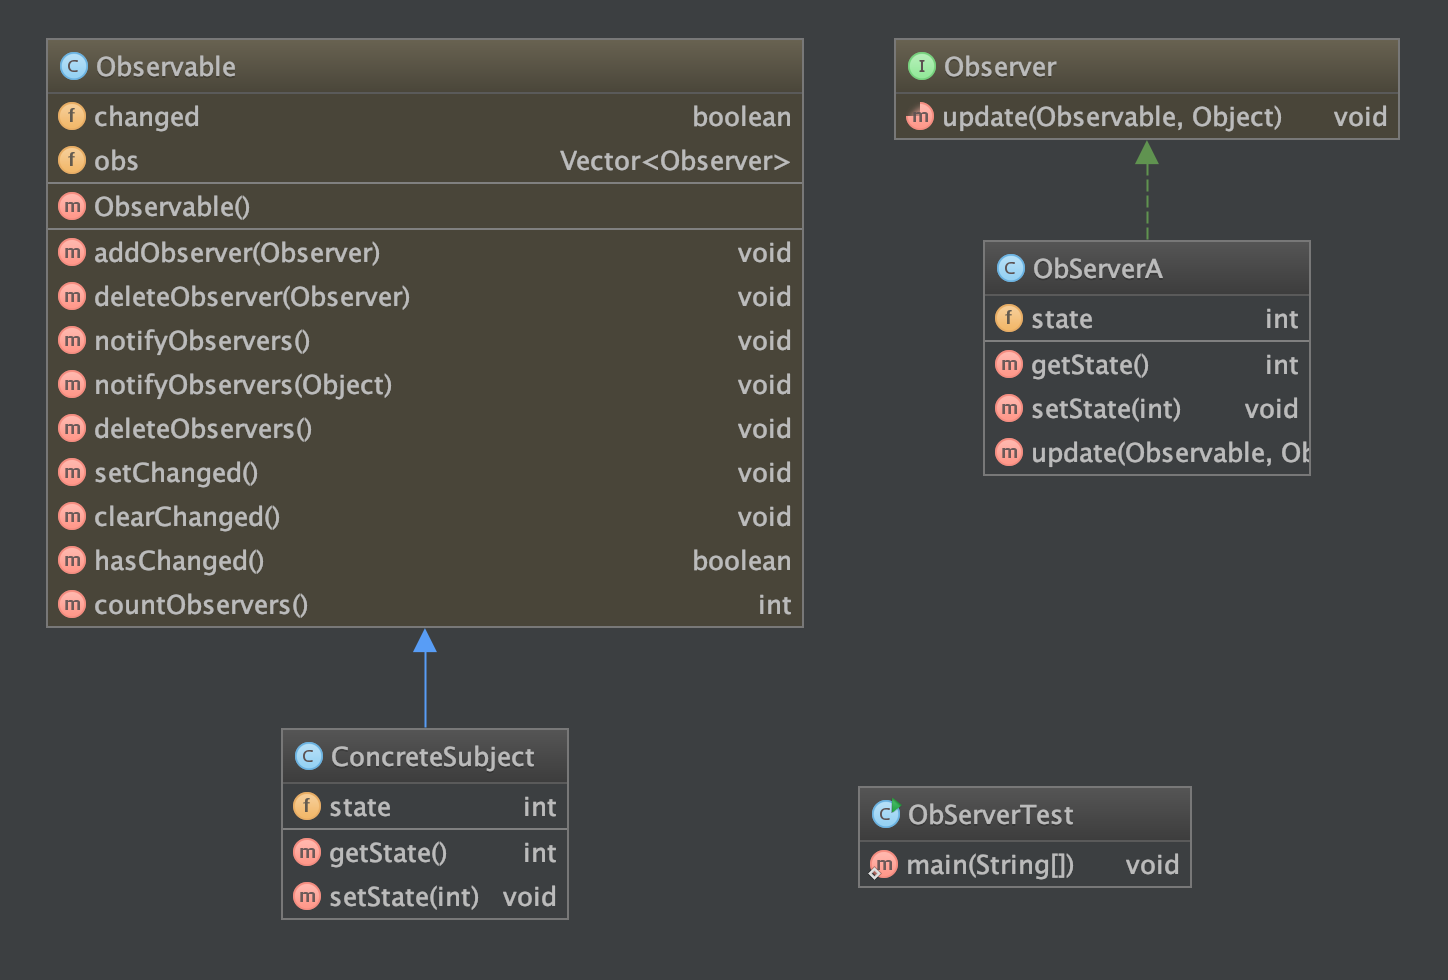 Observable
changed boolean
obs Vector<Observer>
Observable()
addObserver(Observer) void
deleteObserver(Observer) void
notifyObservers() void
notifyObservers(Object) void
deleteObservers() void
setChanged() void
clearChanged() void
hasChanged() boolean
countObservers() int
Observer
update(Observable, Object) void
ObServerA
state int
getState() int
setState(int) void
update(Observable, Ob
ConcreteSubject
state int
getState() int
setState(int) void
ObServerTest
main(String[]) void